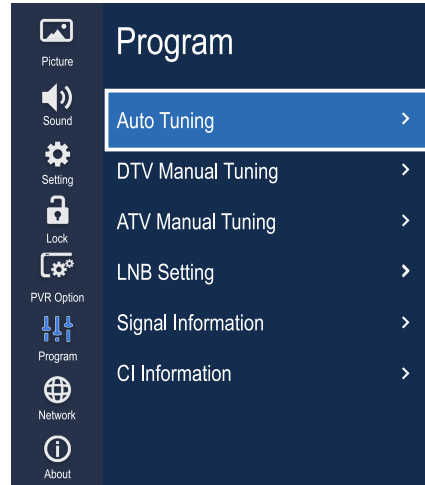 Picture
Sound
Setting
Lock
PVR Option
Program
Network
About
Program
Auto Tuning
DTV Manual Tuning
ATV Manual Tuning
LNB Setting
Signal Information
CI Information